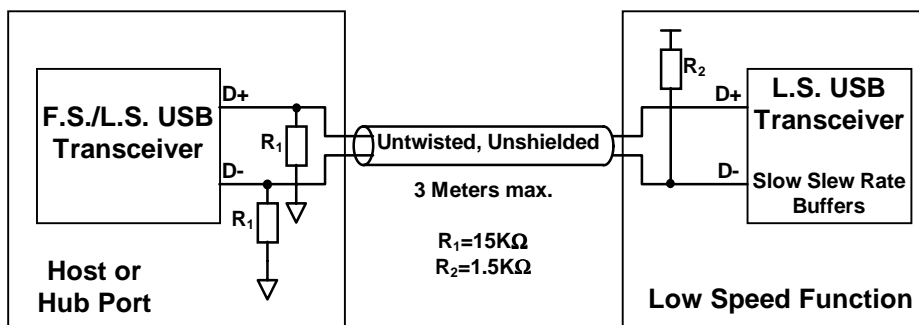 F.S./L.S. USB
Transceiver
D+
D-
R1
R1
Host or
Hub Port
Untwisted, Unshielded
3 Meters max.
R1=15KΩ
R2=1.5KΩ
R2
D+
D-
L.S. USB
Transceiver
Slow Slew Rate
Buffers
Low Speed Function